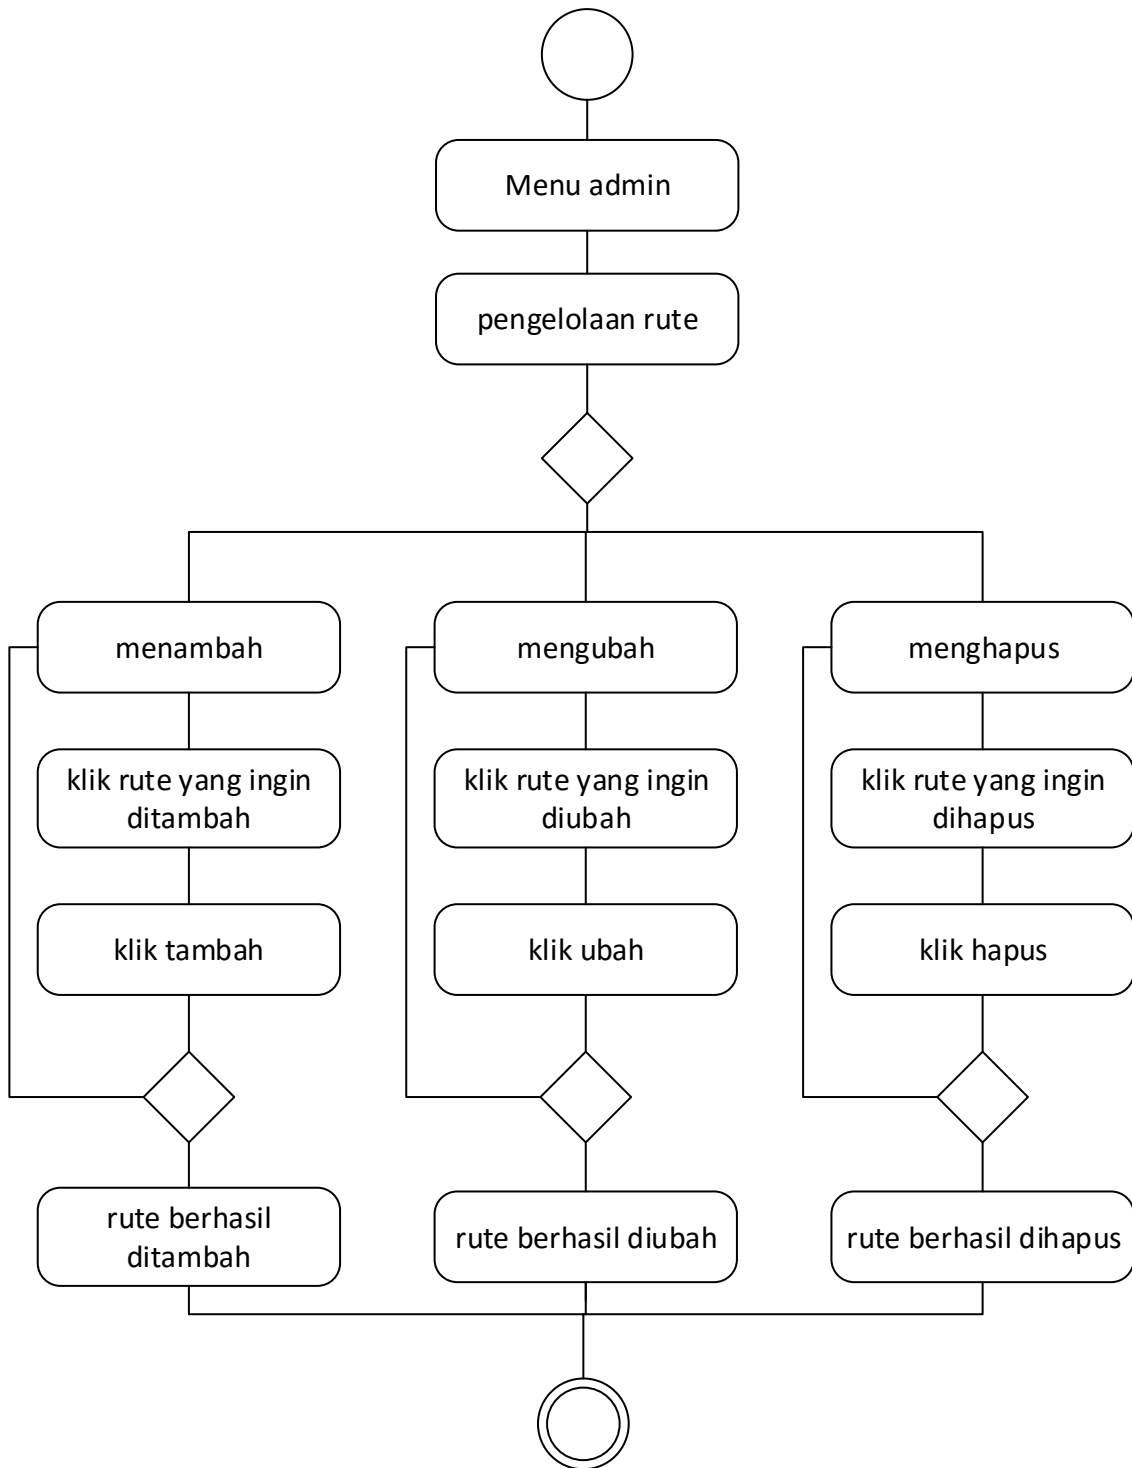 Menu admin
pengelolaan rute
menambah
mengubah
menghapus
klik rute yang ingin
ditambah
klik rute yang ingin
diubah
klik rute yang ingin
dihapus
klik tambah
klik ubah
klik hapus
rute berhasil
ditambah
rute berhasil diubah
rute berhasil dihapus